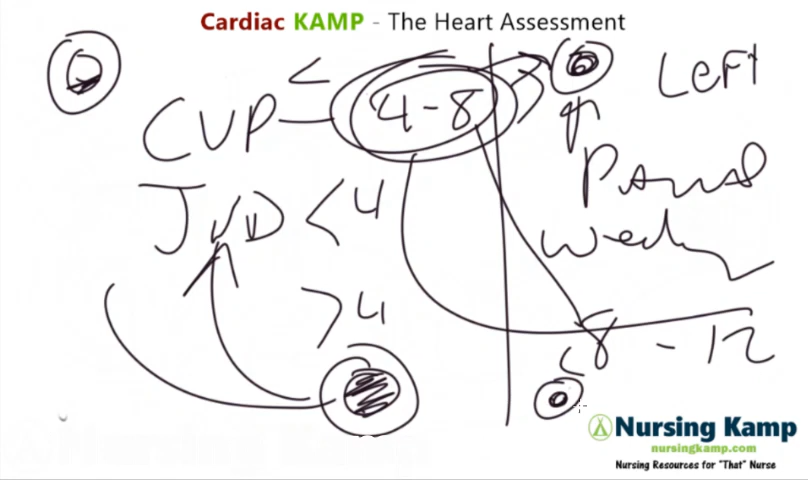 Cardiac KAMP - The Heart Assessment
< 4-8 > Left
CVP
JVD < 4
> 4
< 8 - 12
Nursing Kamp
nursingkamp.com
Nursing Resources for "That" Nurse